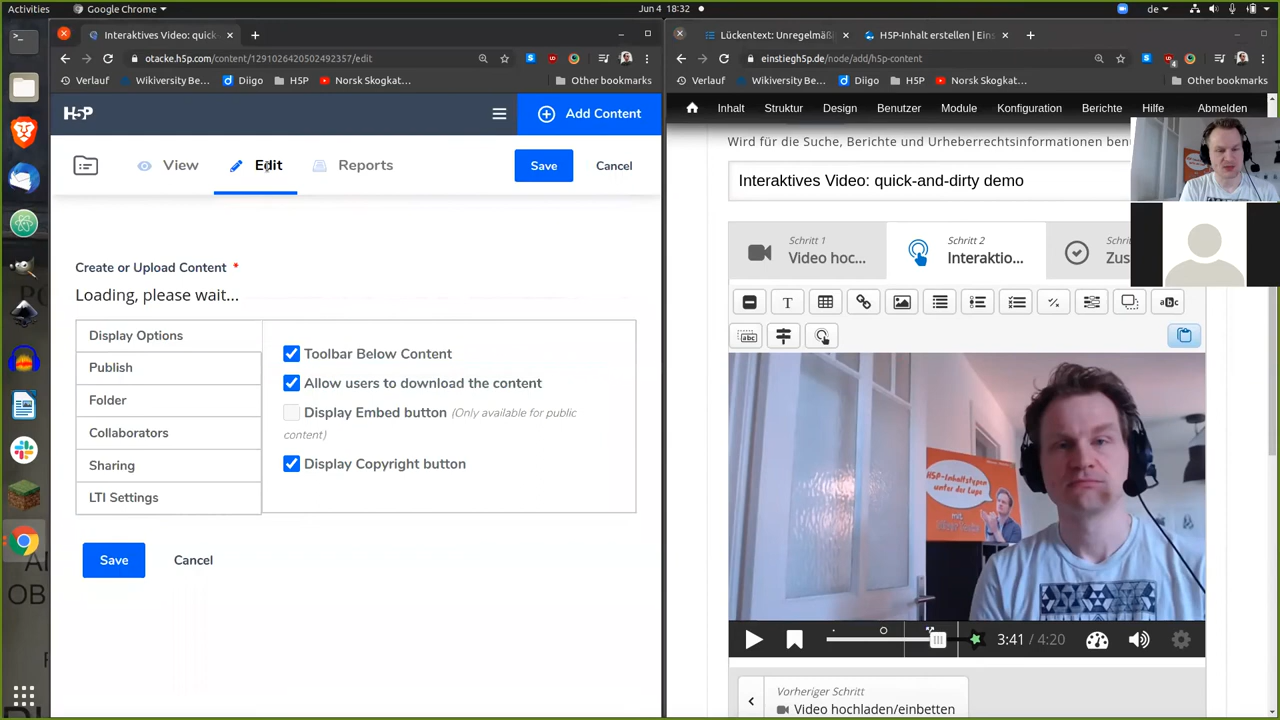 Activities
Google Chrome
Jun 4 18:32
de
Interaktives Video: quick-
otacke.h5p.com/content/1291026420502492357/edit
Verlauf
Wikiversity Be...
Diigo
H5P
Norsk Skogkat...
Other bookmarks
H5P
Add Content
View
Edit
Reports
Save
Cancel
Create or Upload Content *
Loading, please wait...
Display Options
Publish
Folder
Collaborators
Sharing
LTI Settings
Toolbar Below Content
Allow users to download the content
Display Embed button (Only available for public
content)
Display Copyright button
Save
Cancel
Lückentext: Unregelmäßi
H5P-Inhalt erstellen | Eins
einstiegh5p.de/node/add/h5p-content
Verlauf
Wikiversity Be...
Diigo
H5P
Norsk Skogkat...
Other bookmarks
Inhalt
Struktur
Design
Benutzer
Module
Konfiguration
Berichte
Hilfe
Abmelden
Wird für die Suche, Berichte und Urheberrechtsinformationen ben
Interaktives Video: quick-and-dirty demo
Schritt 1
Video hoc...
Schritt 2
Interaktio...
Schri
Zus
T
aBc
abc
H5P-Inhaltstypen
unter der Lupe
mit
3:41 / 4:20
Vorheriger Schritt
Video hochladen/einbetten